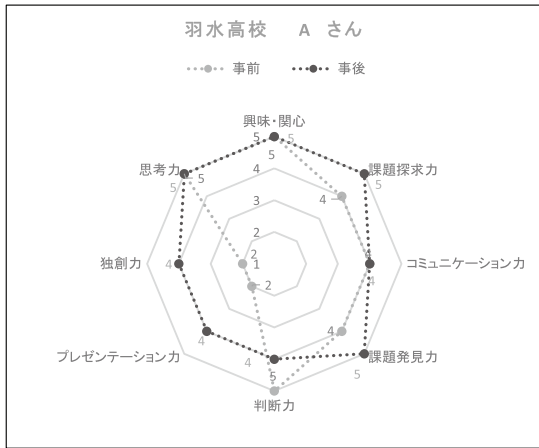 羽水高校 A さん
事前 事後
興味・関心
5 5
5
思考力 課題探求力
5 5 5
4
4
3
2
独創力 コミュニケーション力
4 2 1 4 4
2
プレゼンテーション力 課題発見力
4 4 5
4 5
判断力